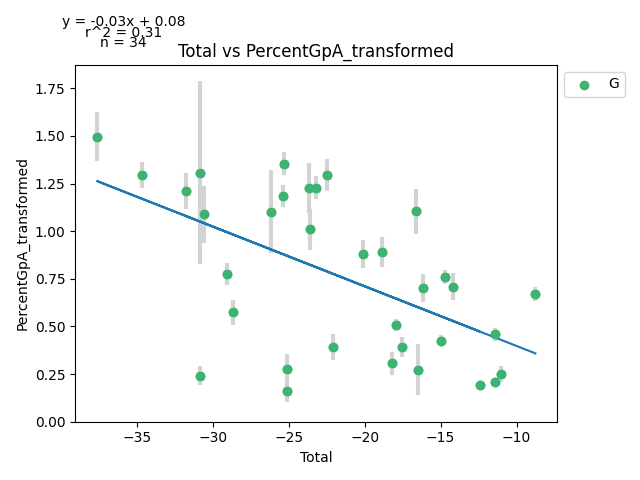 y = -0.03x + 0.08
r^2 = 0.31
n = 34
Total vs PercentGpA_transformed
G
PercentGpA_transformed
1.75
1.50
1.25
1.00
0.75
0.50
0.25
0.00
−35
−30
−25
−20
−15
−10
Total